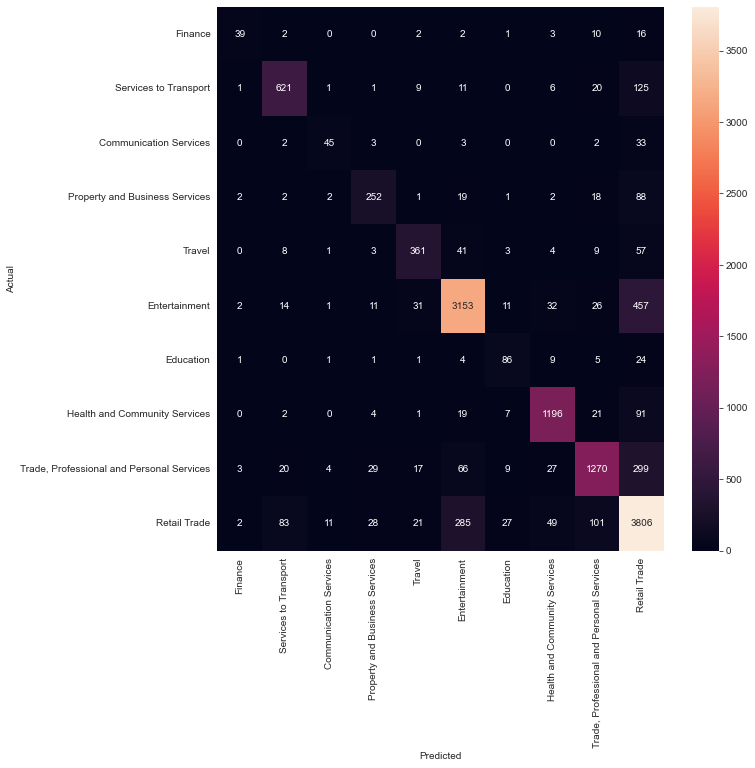 Finance 39 2 0 0 2 2 1 3 10 16
Services to Transport 1 621 1 1 9 11 0 6 20 125
Communication Services 0 2 45 3 0 3 0 0 2 33
Property and Business Services 2 2 2 252 1 19 1 2 18 88
Travel 0 8 1 3 361 41 3 4 9 57
Entertainment 2 14 1 11 31 3153 11 32 26 457
Education 1 0 1 1 1 4 86 9 5 24
Health and Community Services 0 2 0 4 1 19 7 1196 21 91
Trade, Professional and Personal Services 3 20 4 29 17 66 9 27 1270 299
Retail Trade 2 83 11 28 21 285 27 49 101 3806
Actual
Finance
Services to Transport
Communication Services
Property and Business Services
Travel
Entertainment
Education
Health and Community Services
Trade, Professional and Personal Services
Retail Trade
Predicted
3500
3000
2500
2000
1500
1000
500
0